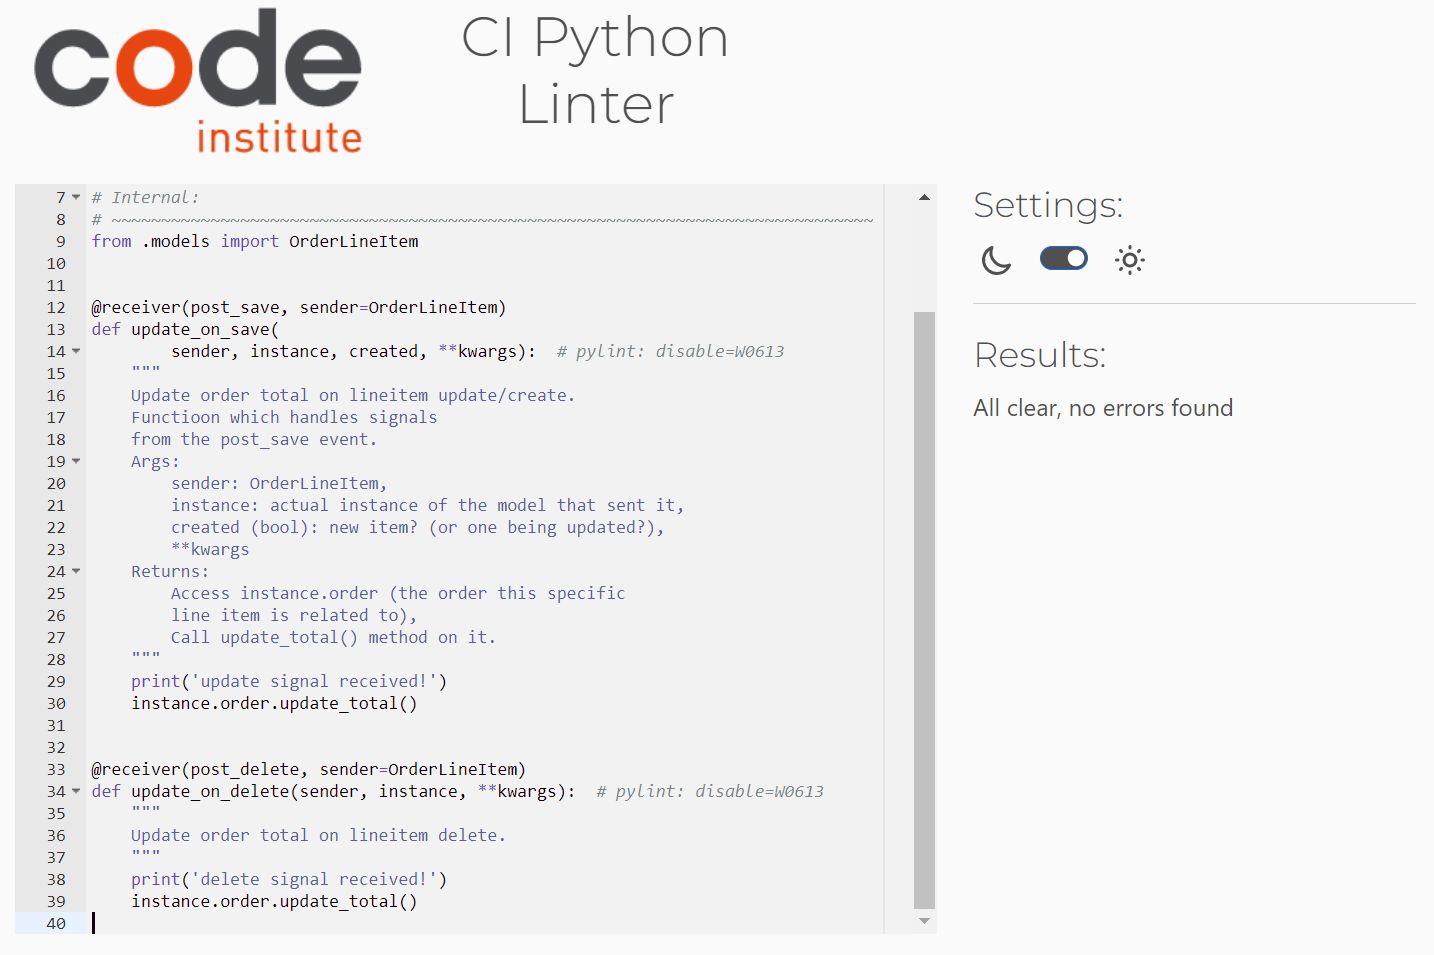 code
institute
CI Python
Linter
7 # Internal:
8 # ~~~~~~~~~~~~~~~~~~~~~~~~~~~~~~~~~~~~~~~~~~~~~~~~~~~~~~~~~~~~~~~~~~~~~~~~~~~~~
9 from .models import OrderLineItem
10
11
12 @receiver(post_save, sender=OrderLineItem)
13 def update_on_save(
14         sender, instance, created, **kwargs):  # pylint: disable=W0613
15     """
16     Update order total on lineitem update/create.
17     Functioon which handles signals
18     from the post_save event.
19     Args:
20         sender: OrderLineItem,
21         instance: actual instance of the model that sent it,
22         created (bool): new item? (or one being updated?),
23         **kwargs
24     Returns:
25         Access instance.order (the order this specific
26         line item is related to),
27         Call update_total() method on it.
28     """
29     print('update signal received!')
30     instance.order.update_total()
31
32
33 @receiver(post_delete, sender=OrderLineItem)
34 def update_on_delete(sender, instance, **kwargs):  # pylint: disable=W0613
35     """
36     Update order total on lineitem delete.
37     """
38     print('delete signal received!')
39     instance.order.update_total()
40
Settings:
Results:
All clear, no errors found